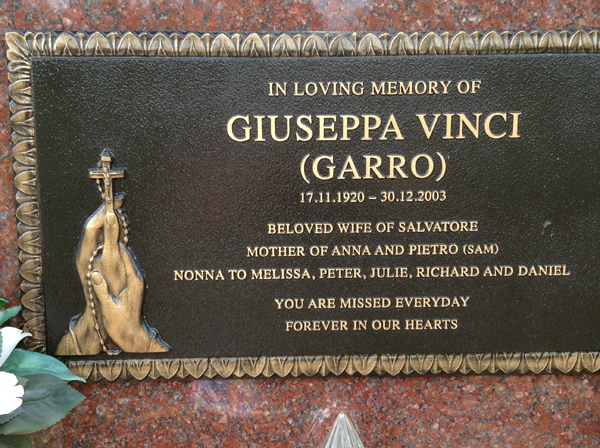 IN LOVING MEMORY OF
GIUSEPPA VINCI
(GARRO)
17.11.1920 – 30.12.2003
BELOVED WIFE OF SALVATORE
MOTHER OF ANNA AND PIETRO (SAM)
NONNA TO MELISSA, PETER, JULIE, RICHARD AND DANIEL
YOU ARE MISSED EVERYDAY
FOREVER IN OUR HEARTS